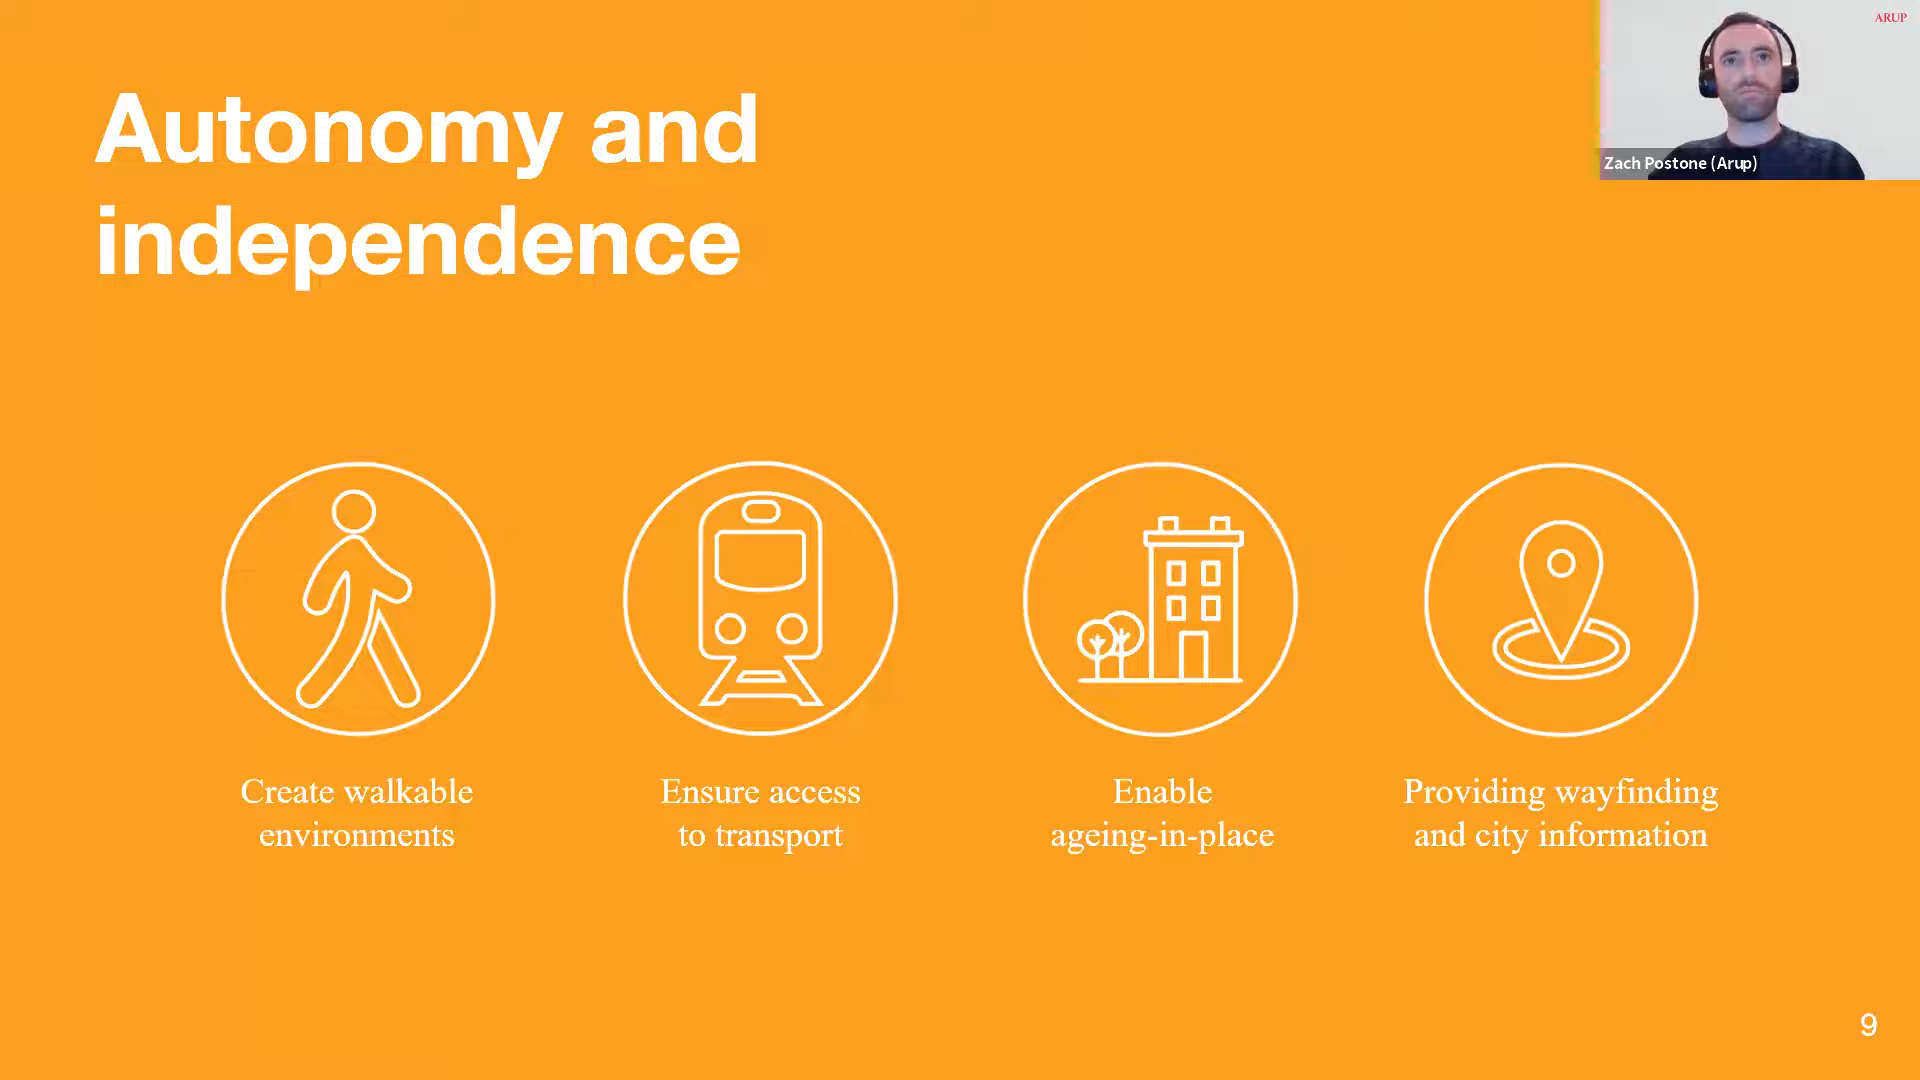 ARUP
Autonomy and
independence
Zach Postone (Arup)
Create walkable
environments
Ensure access
to transport
Enable
ageing-in-place
Providing wayfinding
and city information
9